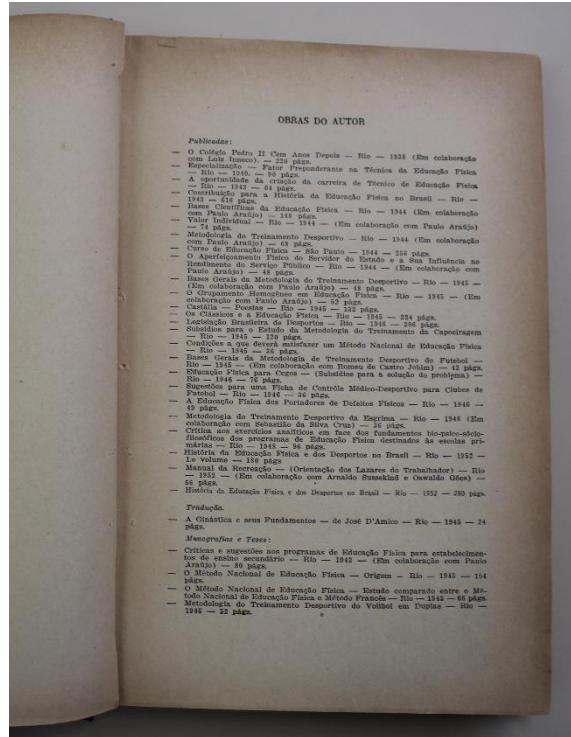 OBRAS DO AUTOR
Publicadas:
— O Colégio Pedro II Cem Anos Depois — Rio — 1938 (Em colaboração
com Luiz Inneco). — 226 págs.
— Especialização — Fator Preponderante na Técnica da Educação Física
— Rio — 1940. — 90 págs.
— A oportunidade da criação da carreira de Técnico de Educação Física
— Rio — 1943 — 64 págs.
— Contribuição para a História da Educação Física no Brasil — Rio —
1943 — 616 págs.
— Bases Científicas da Educação Física — Rio — 1944 (Em colaboração
com Paulo Araújo) — 149 págs.
— Valor Individual — Rio — 1944 — (Em colaboração com Paulo Araújo)
— 74 págs.
— Metodologia do Treinamento Desportivo — Rio — 1944 (Em colaboração
com Paulo Araújo) — 68 págs.
— Curso de Educação Física — São Paulo — 1944 — 256 págs.
— O Aperfeiçoamento Físico do Servidor do Estado e a Sua Influência no
Rendimento do Serviço Público — Rio — 1944 — (Em colaboração com
Paulo Araújo) — 48 págs.
— Bases Gerais da Metodologia do Treinamento Desportivo — Rio — 1945 —
(Em colaboração com Paulo Araújo) — 48 págs.
— O Grupamento Homogêneo em Educação Física — Rio — 1945 — (Em
colaboração com Paulo Araújo) — 52 págs.
— Castália — Poesias — Rio — 1945 — 132 págs.
— Os Clássicos e a Educação Física — Rio — 1945 — 224 págs.
— Legislação Brasileira de Desportos — Rio — 1946 — 206 págs.
— Subsídios para o Estudo da Metodologia do Treinamento da Capoeiragem
— Rio — 1945 — 120 págs.
— Condições a que deverá satisfazer um Método Nacional de Educação Física
— Rio — 1945 — 26 págs.
— Bases Gerais da Metodologia de Treinamento Desportivo do Futebol —
Rio — 1945 — (Em colaboração com Romeu de Castro Jobim) — 42 págs.
— Educação Física para Cegos — (Subsídios para a solução do problema) —
Rio — 1946 — 76 págs.
— Sugestões para uma Ficha de Contrôle Médico-Desportivo para Clubes de
Futebol — Rio — 1946 — 36 págs.
— A Educação Física dos Portadores de Defeitos Físicos — Rio — 1946 —
49 págs.
— Metodologia do Treinamento Desportivo da Esgrima — Rio — 1946 (Em
colaboração com Sebastião da Silva Cruz) — 36 págs.
— Crítica aos exercícios analíticos em face dos fundamentos bio-psico-sócio-
filosóficos dos programas de Educação Física destinados às escolas pri-
márias — Rio — 1948 — 96 págs.
— História da Educação Física e dos Desportos no Brasil — Rio — 1952 —
I.o volume — 180 págs
— Manual da Recreação — (Orientação dos Lazares do Trabalhador) — Rio
— 1952 — (Em colaboração com Arnaldo Sussekind e Oswaldo Góes) —
56 págs.
— História da Educação Física e dos Desportos no Brasil — Rio — 1952 — 280 págs.
Tradução.
— A Ginástica e seus Fundamentos — de José D'Amico — Rio — 1945 — 24
págs.
Monografias e Teses:
— Críticas e sugestões aos programas de Educação Física para estabelecimen-
tos de ensino secundário — Rio — 1942 — (Em colaboração com Paulo
Araújo) — 80 págs.
— O Método Nacional de Educação Física — Origem — Rio — 1945 — 104
págs.
— O Método Nacional de Educação Física — Estudo comparado entre o Mé-
todo Nacional de Educação Física e Método Francês — Rio — 1945 — 66 págs.
— Metodologia do Treinamento Desportivo do Volibol em Duplas — Rio —
1946 — 52 págs.